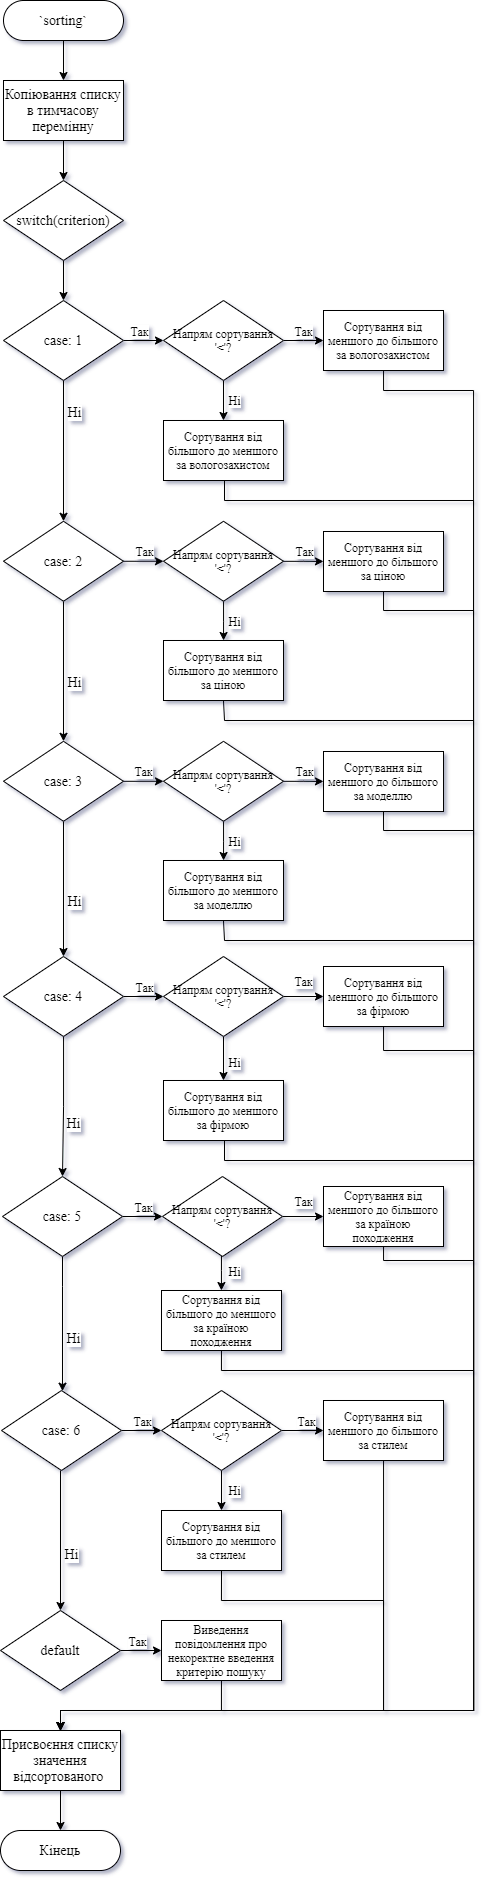 `sorting`
Копіювання списку
в тимчасову
перемінну
switch(criterion)
case: 1
Так
Напрям сортування
'<'?
Так
Сортування від
меншого до більшого
за вологозахистом
Ні
Ні
Сортування від
більшого до меншого
за вологозахистом
case: 2
Так
Напрям сортування
'<'?
Так
Сортування від
меншого до більшого
за ціною
Ні
Сортування від
більшого до меншого
за ціною
Ні
case: 3
Так
Напрям сортування
'<'?
Так
Сортування від
меншого до більшого
за моделлю
Ні
Сортування від
більшого до меншого
за моделлю
Ні
case: 4
Так
Напрям сортування
'<'?
Так
Сортування від
меншого до більшого
за фірмою
Ні
Сортування від
більшого до меншого
за фірмою
Ні
case: 5
Так
Напрям сортування
'<'?
Так
Сортування від
меншого до більшого
за країною
походження
Ні
Сортування від
більшого до меншого
за країною
походження
Ні
case: 6
Так
Напрям сортування
'<'?
Так
Сортування від
меншого до більшого
за стилем
Ні
Сортування від
більшого до меншого
за стилем
Ні
default
Так
Виведення
повідомлення про
некоректне введення
критерію пошуку
Присвоєння списку
значення
відсортованого
Кінець